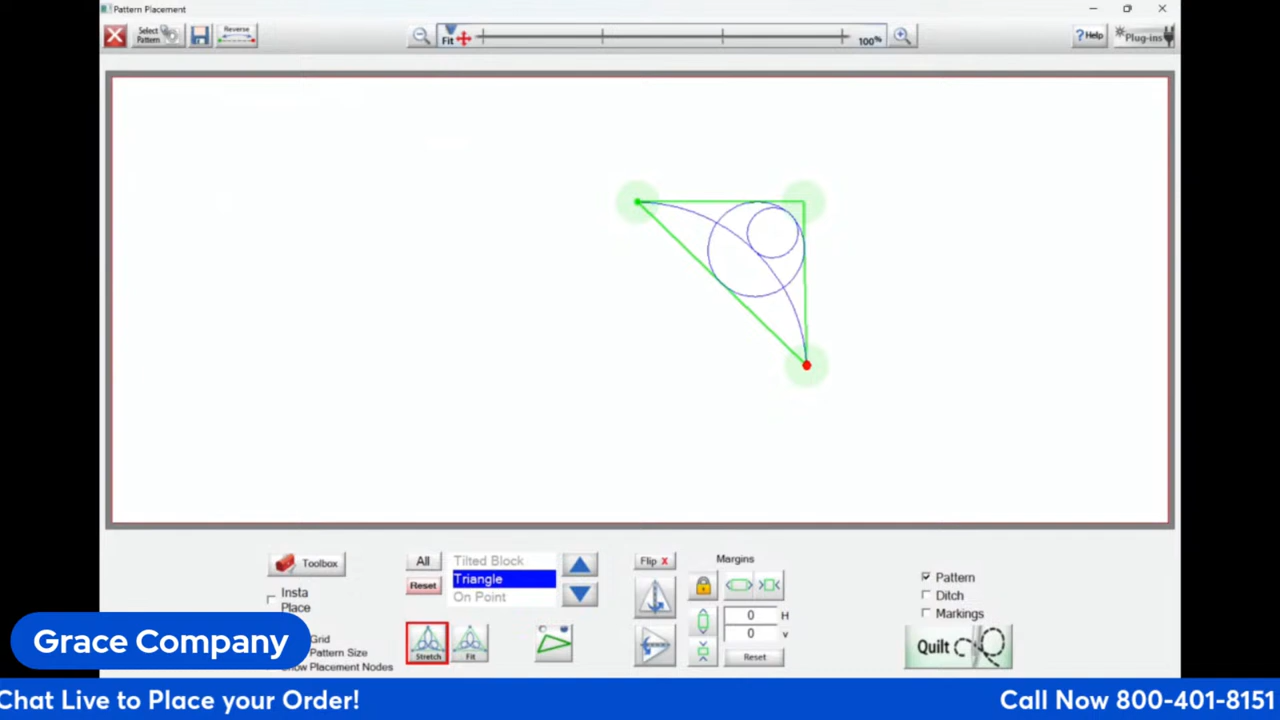 Pattern Placement
Select
Pattern
Reverse
Fit
100%
?Help
Plug-ins
Toolbox
Insta
Place
Grid
Pattern Size
Show Placement Nodes
All
Reset
Tilted Block
Triangle
On Point
Stretch
Fit
Flip X
Margins
0 H
0 v
Reset
Pattern
Ditch
Markings
Quilt
Grace Company
Chat Live to Place your Order!
Call Now 800-401-8151